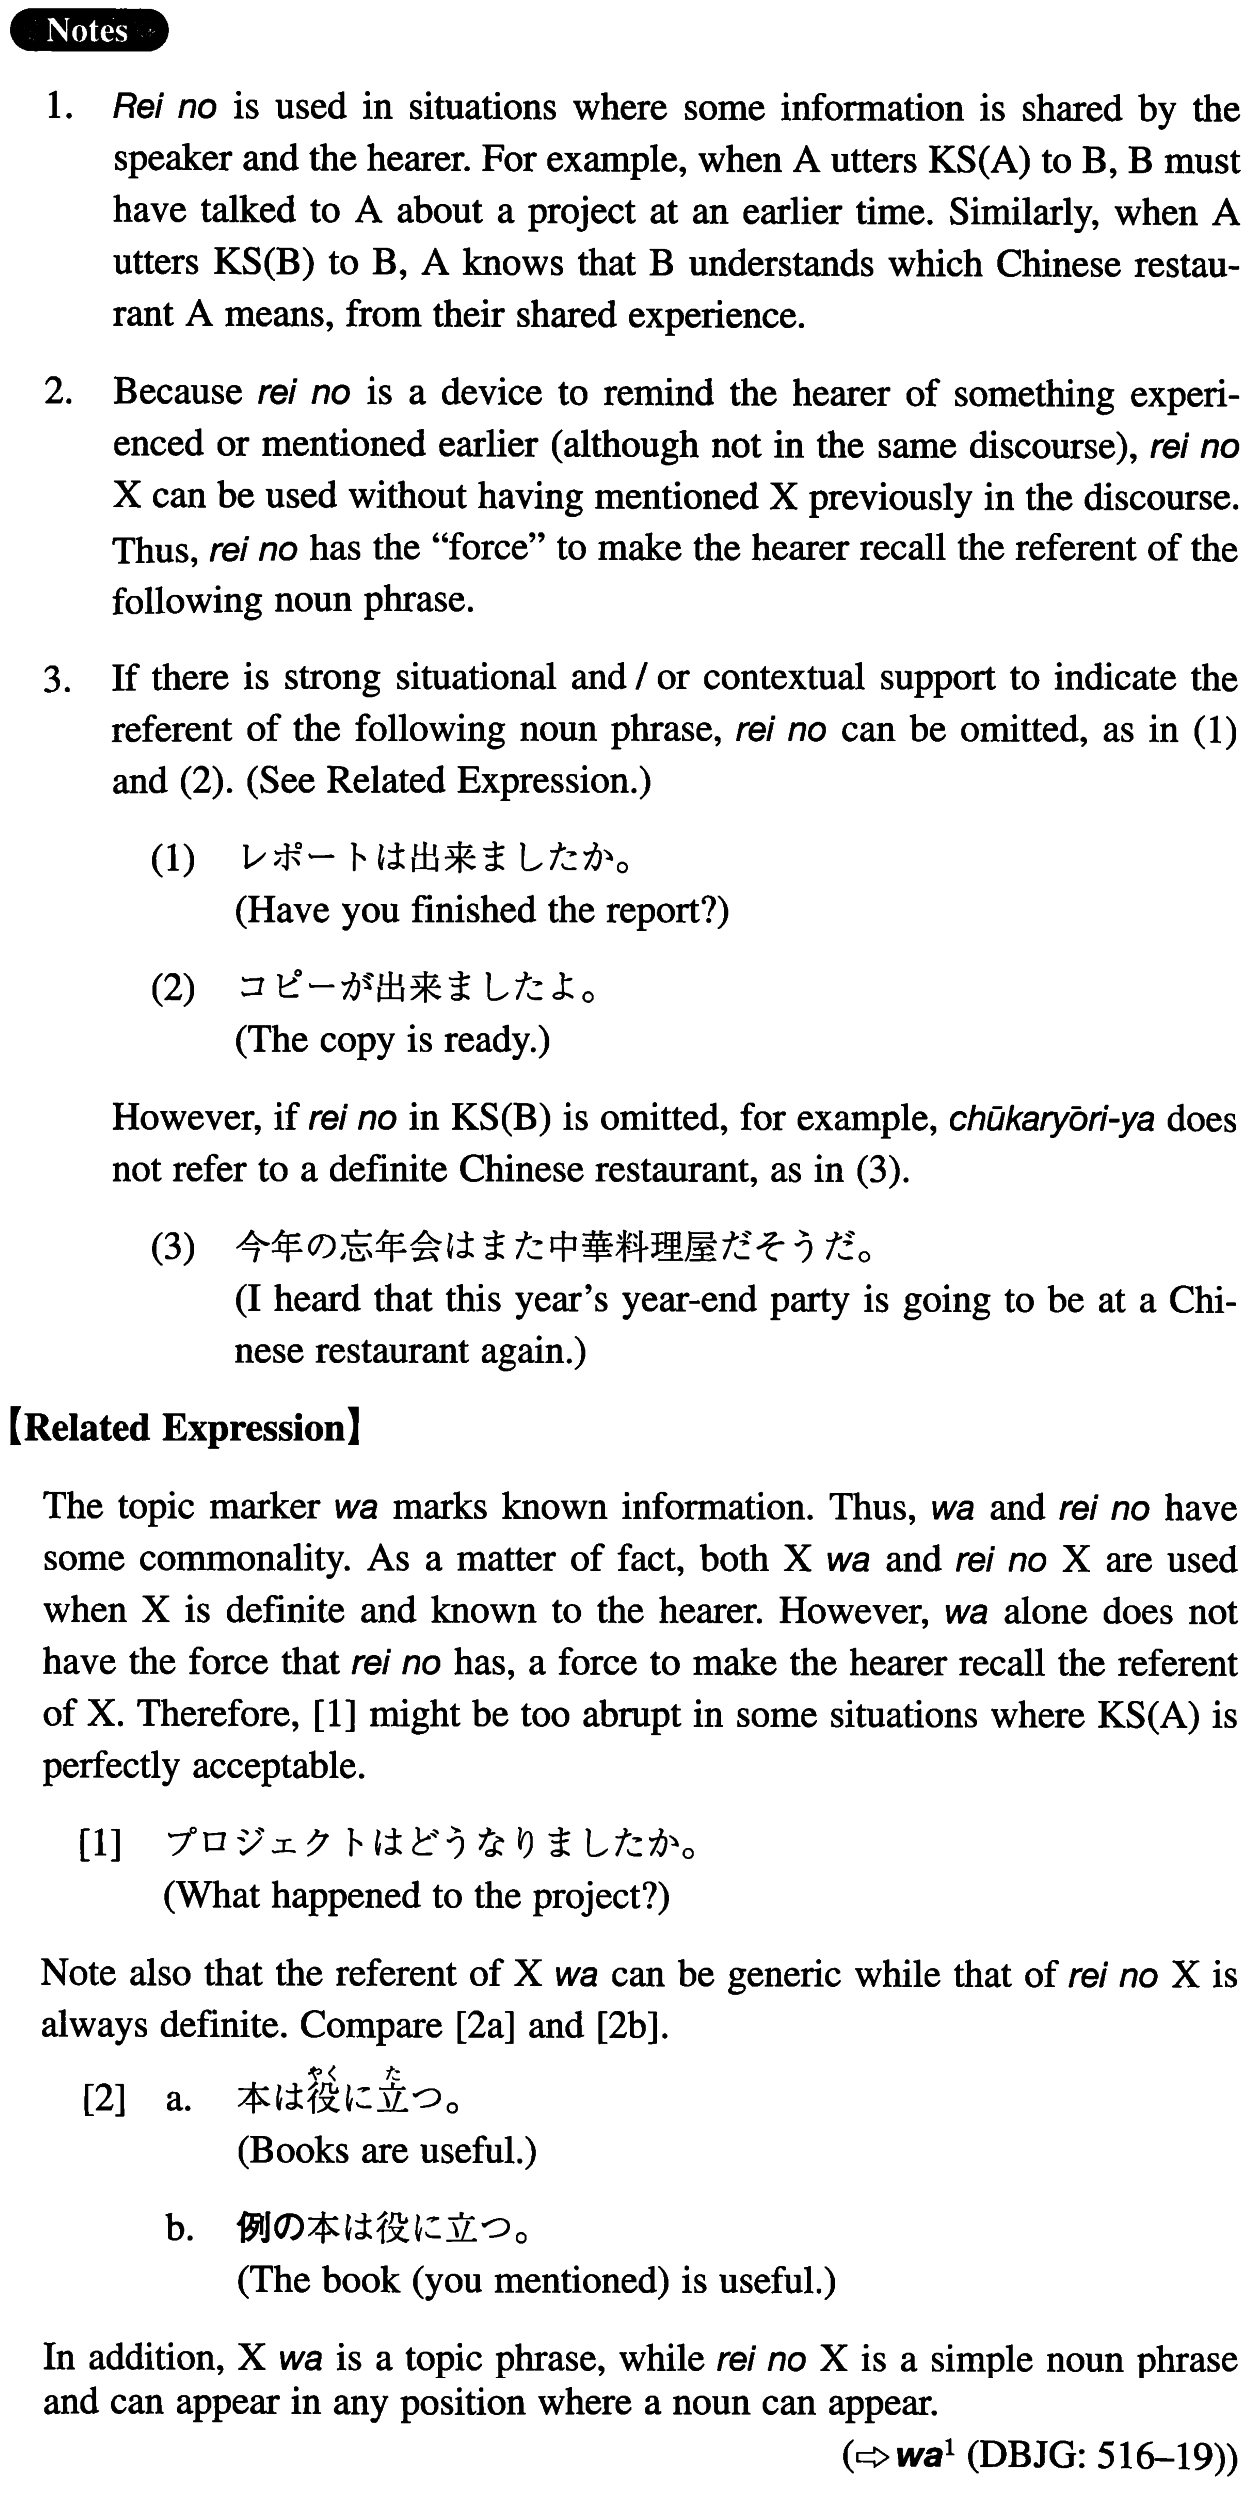 Notes
1. Rei no is used in situations where some information is shared by the
speaker and the hearer. For example, when A utters KS(A) to B, B must
have talked to A about a project at an earlier time. Similarly, when A
utters KS(B) to B, A knows that B understands which Chinese restau-
rant A means, from their shared experience.
2. Because rei no is a device to remind the hearer of something experi-
enced or mentioned earlier (although not in the same discourse), rei no
X can be used without having mentioned X previously in the discourse.
Thus, rei no has the “force” to make the hearer recall the referent of the
following noun phrase.
3. If there is strong situational and / or contextual support to indicate the
referent of the following noun phrase, rei no can be omitted, as in (1)
and (2). (See Related Expression.)
(1) レポートは出来ましたか。
(Have you finished the report?)
(2) コピーが出来ましたよ。
(The copy is ready.)
However, if rei no in KS(B) is omitted, for example, chūkaryōri-ya does
not refer to a definite Chinese restaurant, as in (3).
(3) 今年の忘年会はまた中華料理屋だそうだ。
(I heard that this year’s year-end party is going to be at a Chi-
nese restaurant again.)
【Related Expression】
The topic marker wa marks known information. Thus, wa and rei no have
some commonality. As a matter of fact, both X wa and rei no X are used
when X is definite and known to the hearer. However, wa alone does not
have the force that rei no has, a force to make the hearer recall the referent
of X. Therefore, [1] might be too abrupt in some situations where KS(A) is
perfectly acceptable.
[1] プロジェクトはどうなりましたか。
(What happened to the project?)
Note also that the referent of X wa can be generic while that of rei no X is
always definite. Compare [2a] and [2b].
やく た
[2] a. 本は役に立つ。
(Books are useful.)
b. 例の本は役に立つ。
(The book (you mentioned) is useful.)
In addition, X wa is a topic phrase, while rei no X is a simple noun phrase
and can appear in any position where a noun can appear.
(⇨wa¹ (DBJG: 516–19))